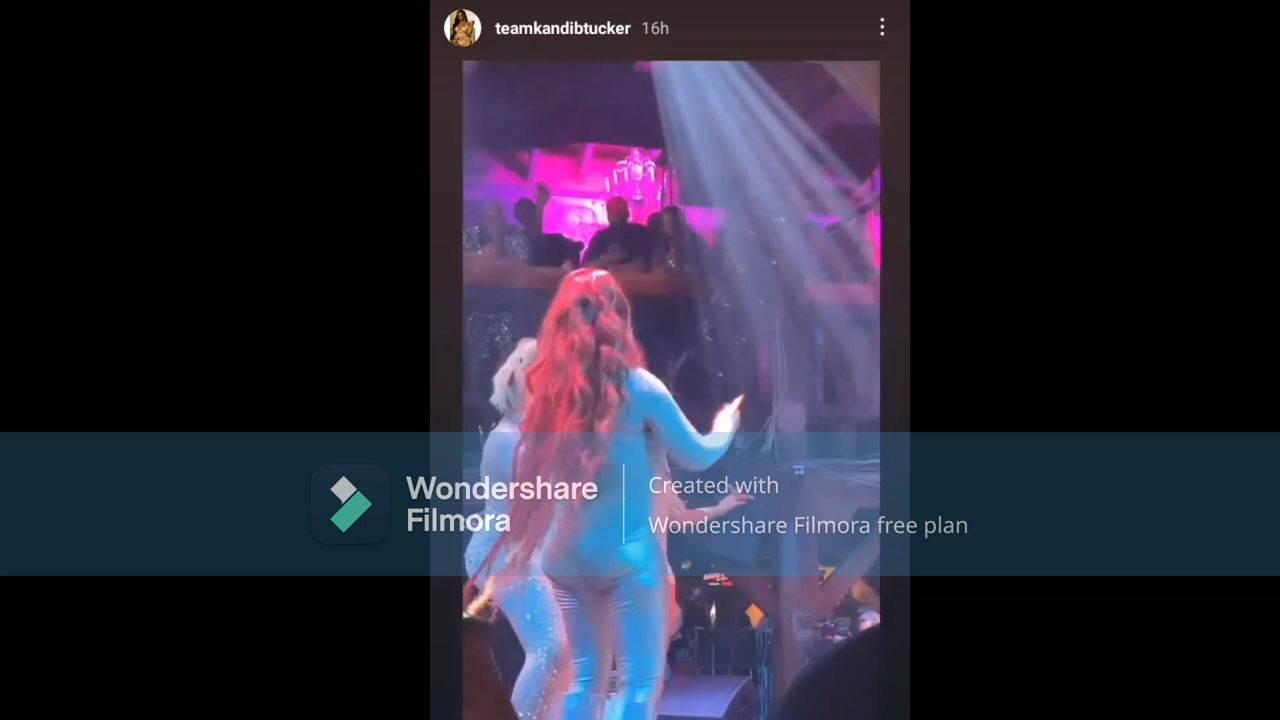 teamkandibtucker 16h
Wondershare
Filmora
Created with
Wondershare Filmora free plan